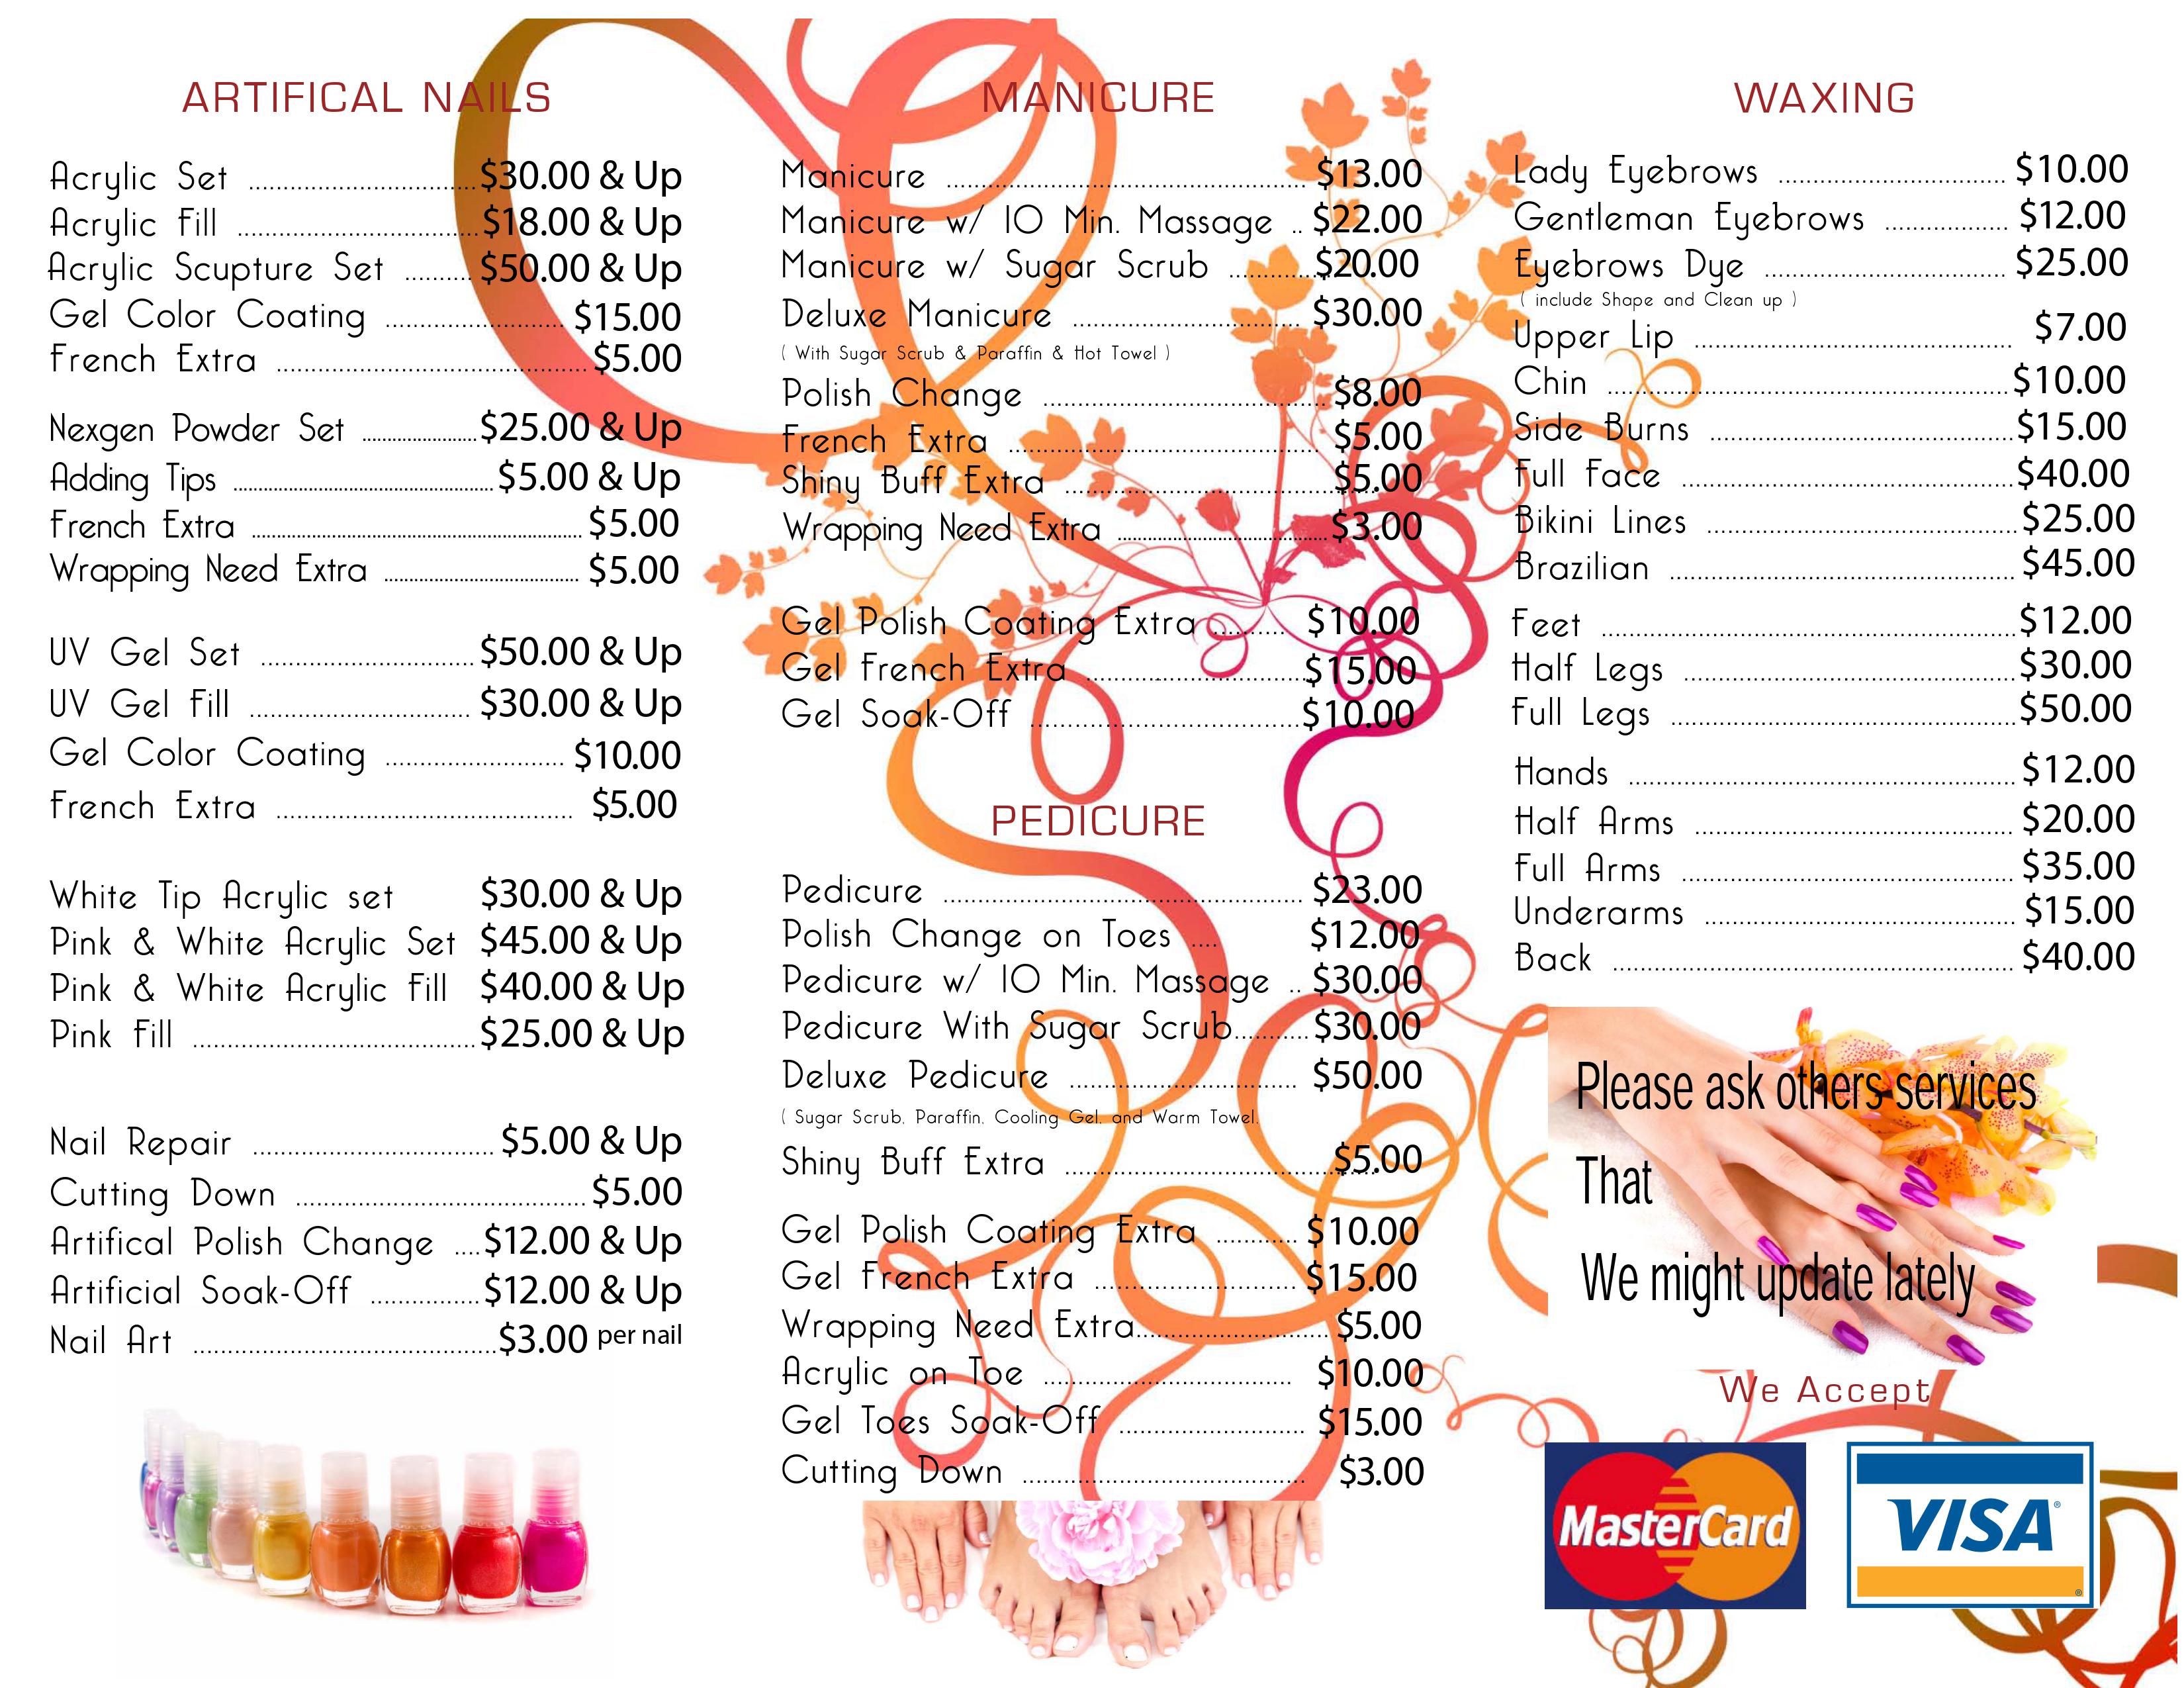 ARTIFICAL NAILS
Acrylic Set ........ $30.00 & Up
Acrylic Fill ........ $18.00 & Up
Acrylic Scupture Set ........ $50.00 & Up
Gel Color Coating ........ $15.00
French Extra ........ $5.00
Nexgen Powder Set ........ $25.00 & Up
Adding Tips ........ $5.00 & Up
French Extra ........ $5.00
Wrapping Need Extra ........ $5.00
UV Gel Set ........ $50.00 & Up
UV Gel Fill ........ $30.00 & Up
Gel Color Coating ........ $10.00
French Extra ........ $5.00
White Tip Acrylic set $30.00 & Up
Pink & White Acrylic Set $45.00 & Up
Pink & White Acrylic Fill $40.00 & Up
Pink Fill ........ $25.00 & Up
Nail Repair ........ $5.00 & Up
Cutting Down ........ $5.00
Artifical Polish Change .... $12.00 & Up
Artificial Soak-Off ........ $12.00 & Up
Nail Art ........ $3.00 per nail
MANICURE
Manicure ........ $13.00
Manicure w/ 10 Min. Massage .. $22.00
Manicure w/ Sugar Scrub ........ $20.00
Deluxe Manicure ........ $30.00
( With Sugar Scrub & Paraffin & Hot Towel )
Polish Change ........ $8.00
French Extra ........ $5.00
Shiny Buff Extra ........ $5.00
Wrapping Need Extra ........ $3.00
Gel Polish Coating Extra ........ $10.00
Gel French Extra ........ $15.00
Gel Soak-Off ........ $10.00
PEDICURE
Pedicure ........ $23.00
Polish Change on Toes .... $12.00
Pedicure w/ 10 Min. Massage .. $30.00
Pedicure With Sugar Scrub ........ $30.00
Deluxe Pedicure ........ $50.00
( Sugar Scrub, Paraffin, Cooling Gel, and Warm Towel,
Shiny Buff Extra ........ $5.00
Gel Polish Coating Extra ........ $10.00
Gel French Extra ........ $15.00
Wrapping Need Extra ........ $5.00
Acrylic on Toe ........ $10.00
Gel Toes Soak-Off ........ $15.00
Cutting Down ........ $3.00
WAXING
Lady Eyebrows ........ $10.00
Gentleman Eyebrows ........ $12.00
Eyebrows Dye ........ $25.00
( include Shape and Clean up )
Upper Lip ........ $7.00
Chin ........ $10.00
Side Burns ........ $15.00
Full Face ........ $40.00
Bikini Lines ........ $25.00
Brazilian ........ $45.00
Feet ........ $12.00
Half Legs ........ $30.00
Full Legs ........ $50.00
Hands ........ $12.00
Half Arms ........ $20.00
Full Arms ........ $35.00
Underarms ........ $15.00
Back ........ $40.00
Please ask others services
That
We might update lately
We Accept
MasterCard
VISA